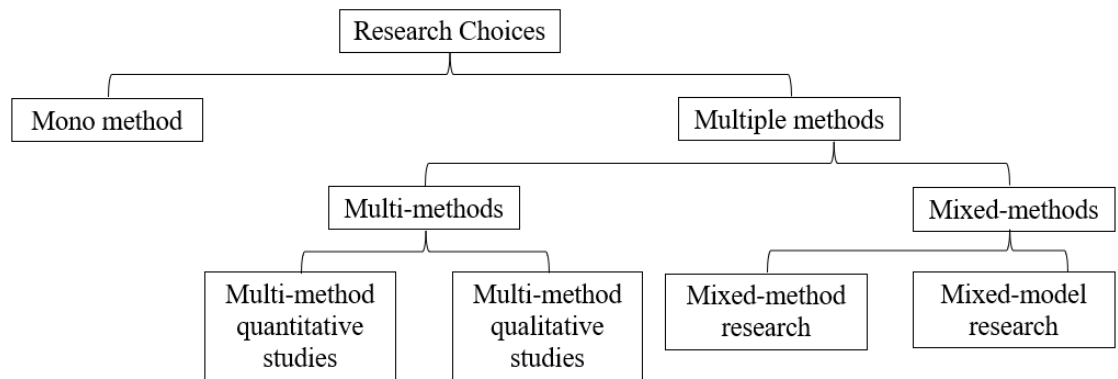 Research Choices
Mono method
Multiple methods
Multi-methods
Mixed-methods
Multi-method
quantitative
studies
Multi-method
qualitative
studies
Mixed-method
research
Mixed-model
research